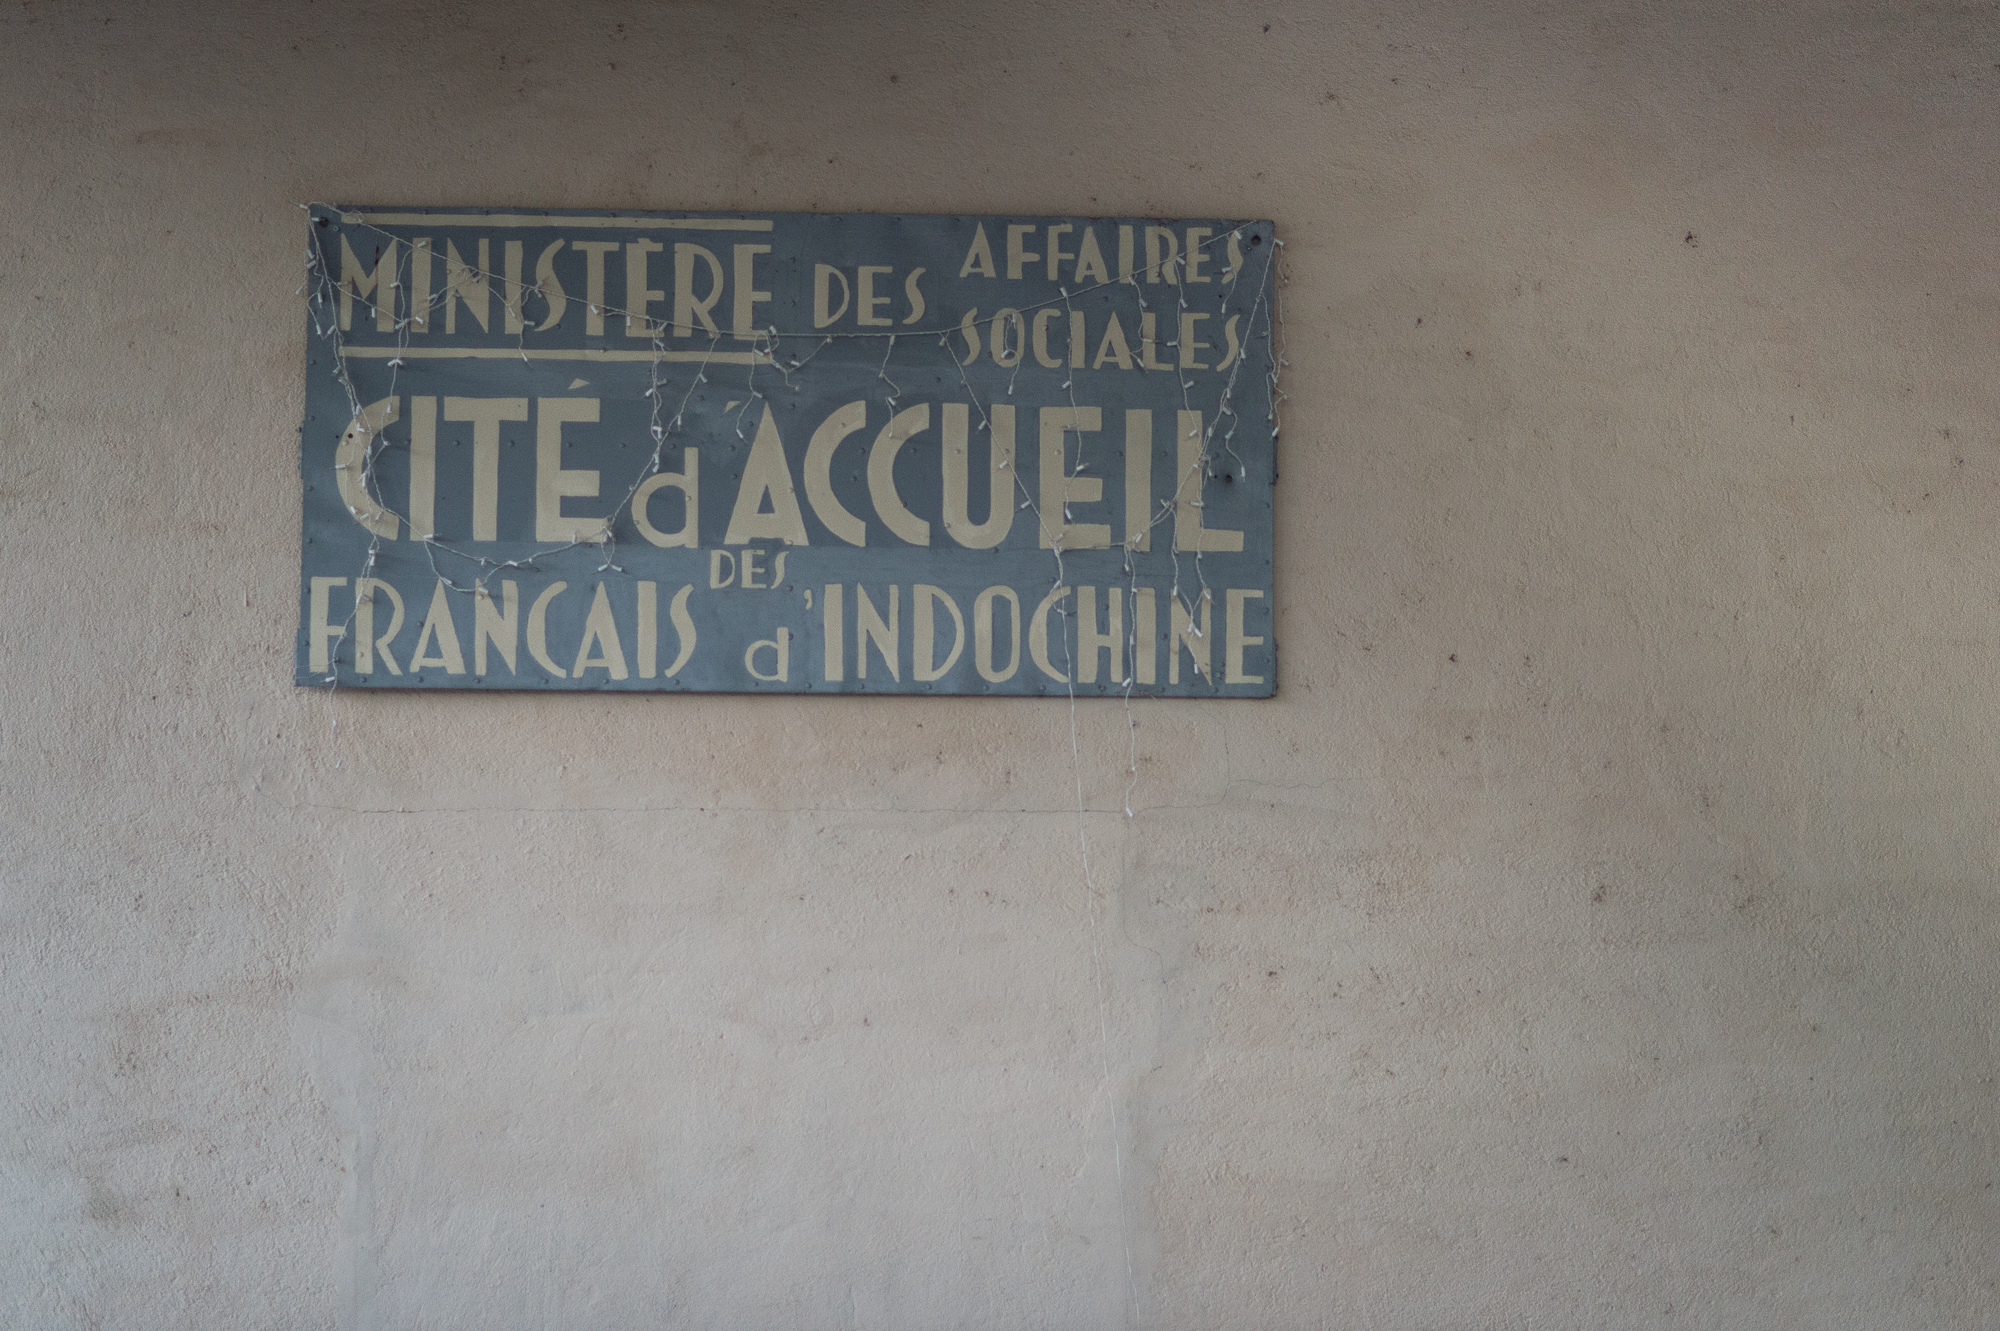 MINISTÈRE DES AFFAIRES SOCIALES
CITÉ d'ACCUEIL
DES
FRANCAIS d'INDOCHINE